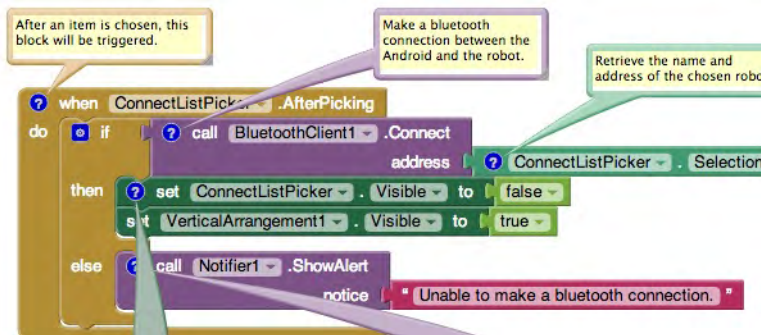 After an item is chosen, this
block will be triggered.
Make a bluetooth
connection between the
Android and the robot.
Retrieve the name and
address of the chosen
? when ConnectListPicker .AfterPicking
do if ? call BluetoothClient1 .Connect
address ? ConnectListPicker . Selection
then ? set ConnectListPicker . Visible to false
set VerticalArrangement1 . Visible to true
else ? call Notifier1 .ShowAlert
notice " Unable to make a bluetooth connection. "